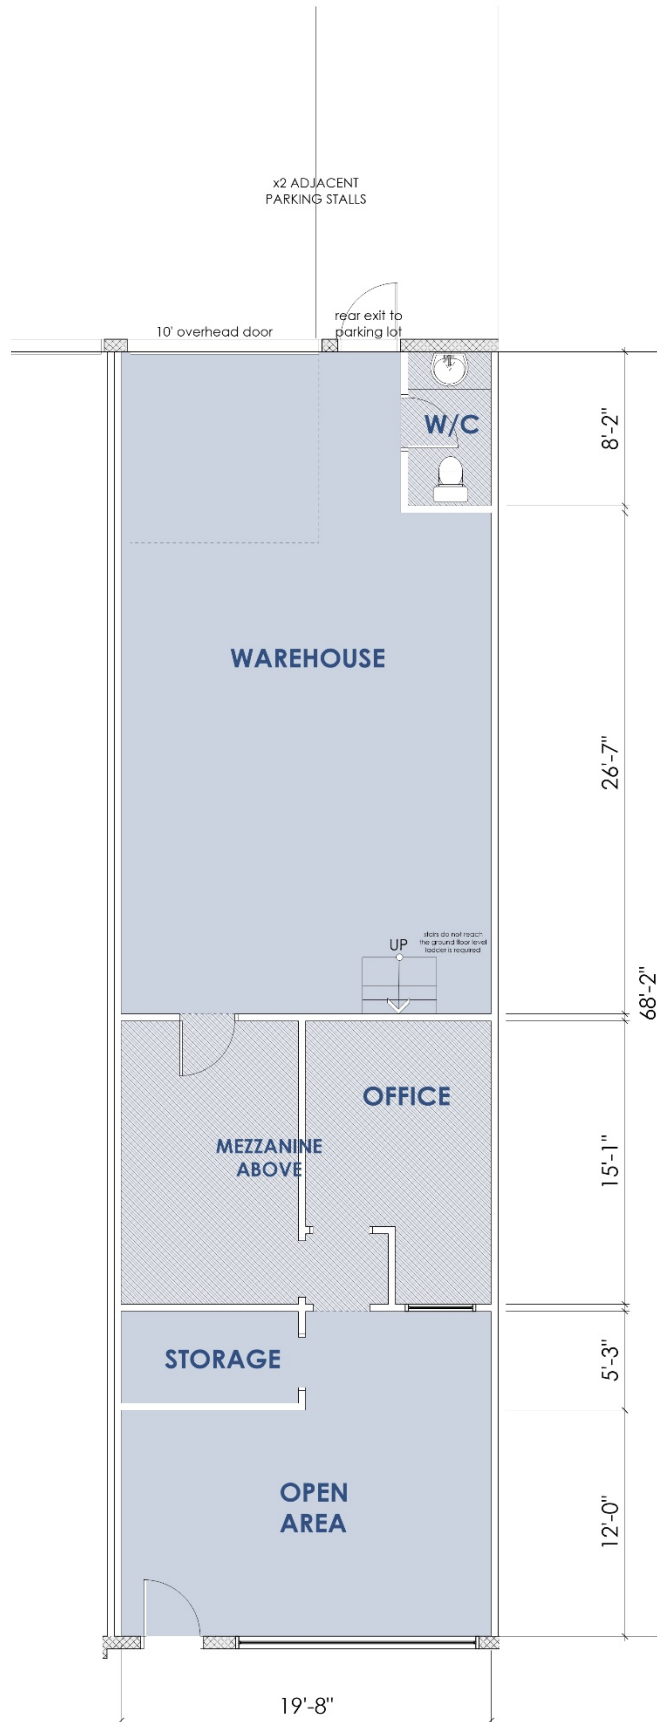 x2 ADJACENT
PARKING STALLS
10' overhead door
rear exit to
parking lot
W/C
8'-2"
WAREHOUSE
26'-7"
UP
stairs do not reach
the ground floor level
ladder is required
68'-2"
OFFICE
MEZZANINE
ABOVE
15'-1"
STORAGE
5'-3"
OPEN
AREA
12'-0"
19'-8"